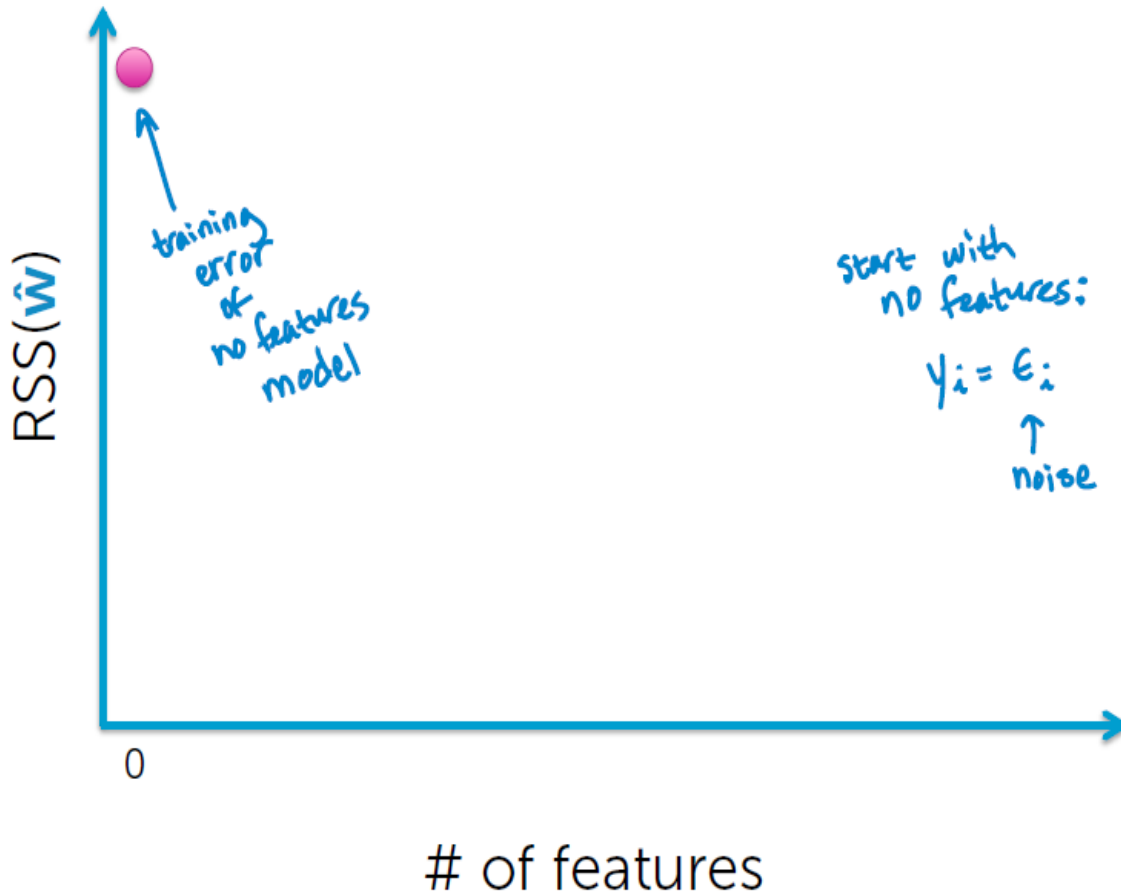 RSS(ŵ)
training
error
of
no features
model
start with
no features:
yᵢ = ϵᵢ
noise
0
# of features